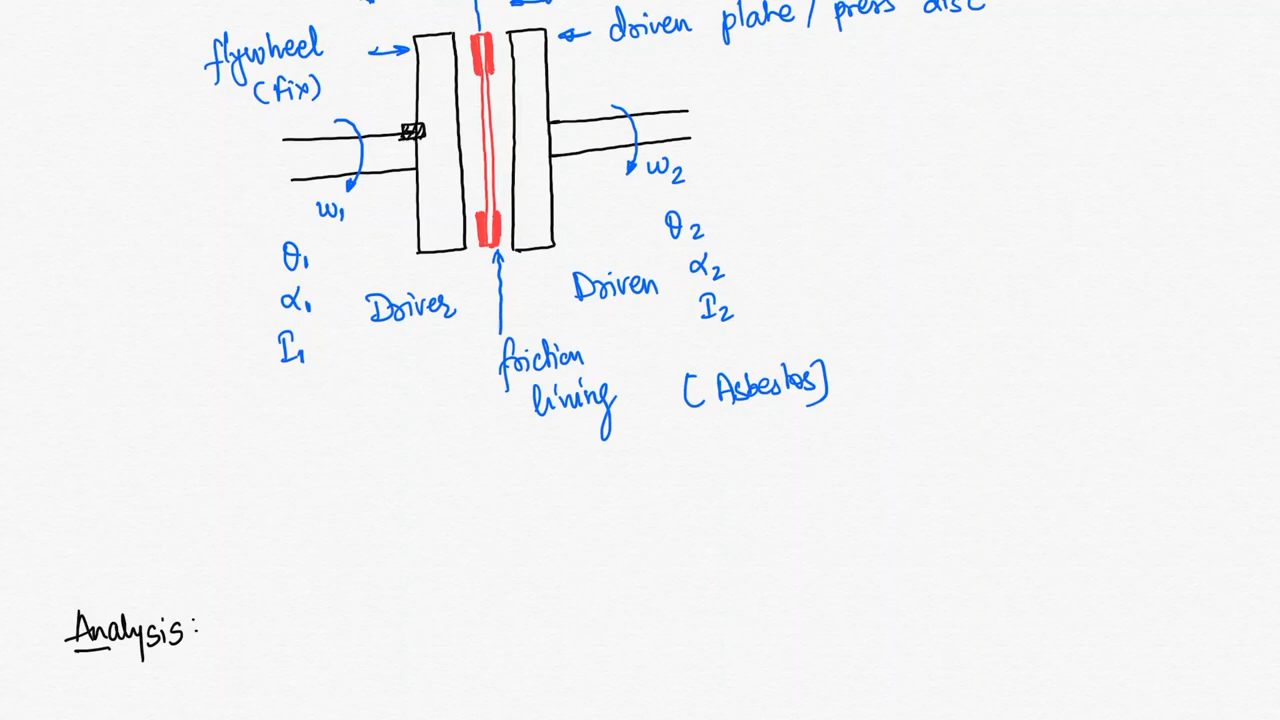 driven plate / press disc
flywheel
(fix)
ω₁
ω₂
θ₁
α₁
I₁
Driver
Driven
θ₂
α₂
I₂
friction
lining
[Asbestos]
Analysis: